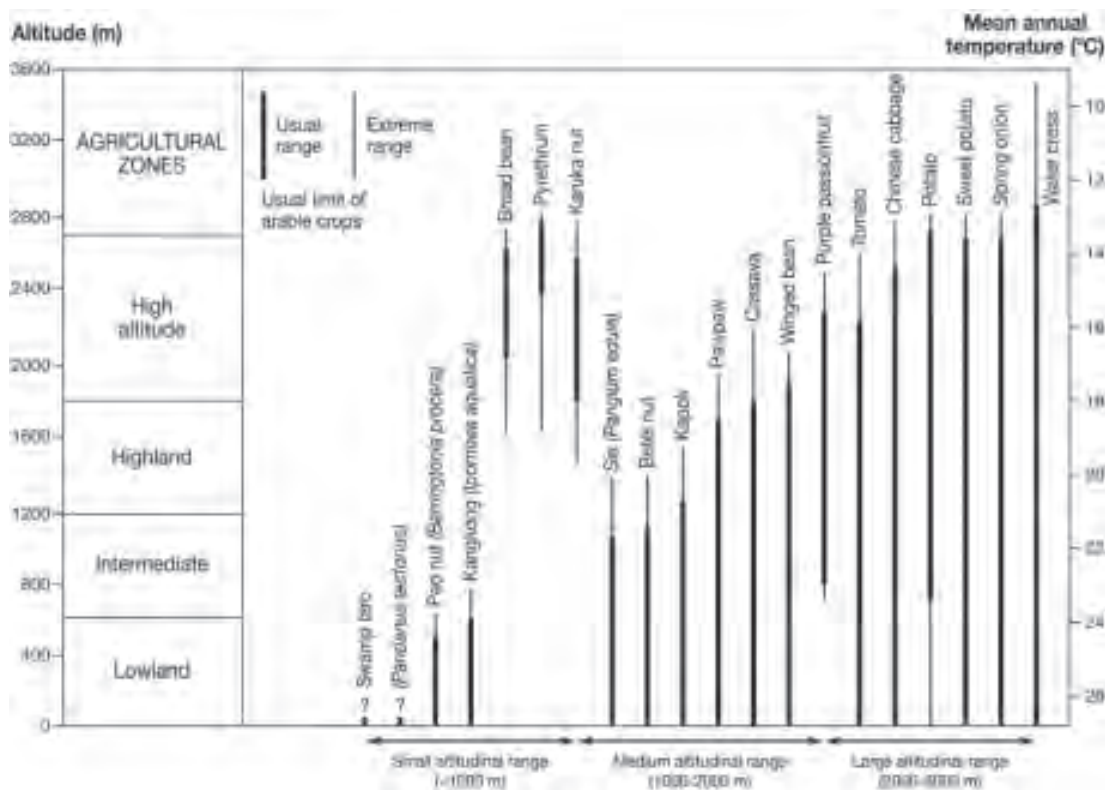 Altitude (m)
Mean annual
temperature (°C)
3600
3200
2800
2400
2000
1600
1200
800
400
0
AGRICULTURAL
ZONES
High
altitude
Highland
Intermediate
Lowland
Usual
range
Extreme
range
Usual limit of
arable crops
? Swamp taro
? (Pandanus tectorius)
Pao nut (Barringtonia procera)
Kangkong (Ipomoea aquatica)
Broad bean
Pyrethrum
Karuka nut
Sis (Pangium edule)
Betel nut
Kapok
Pawpaw
Cassava
Winged bean
Purple passionfruit
Tomato
Chinese cabbage
Potato
Sweet potato
Spring onion
Water cress
10
12
14
16
18
20
22
24
26
Small altitudinal range
(<1000 m)
Medium altitudinal range
(1000-2000 m)
Large altitudinal range